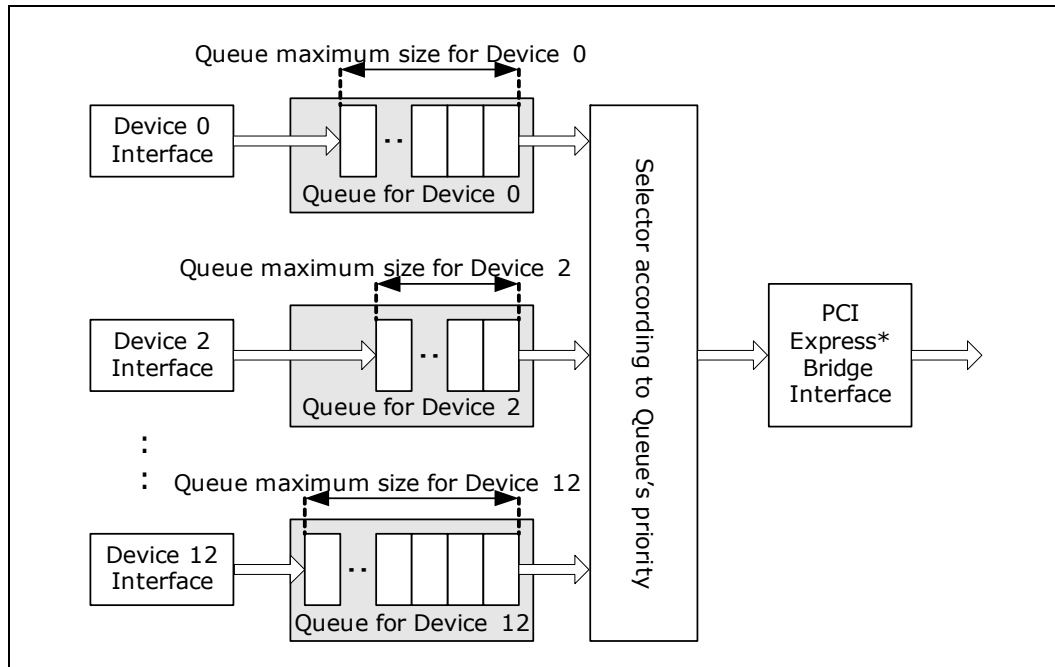 Queue maximum size for Device 0
Device 0
Interface
Queue for Device 0
Queue maximum size for Device 2
Device 2
Interface
Queue for Device 2
Queue maximum size for Device 12
Device 12
Interface
Queue for Device 12
Selector according to Queue's priority
PCI
Express*
Bridge
Interface